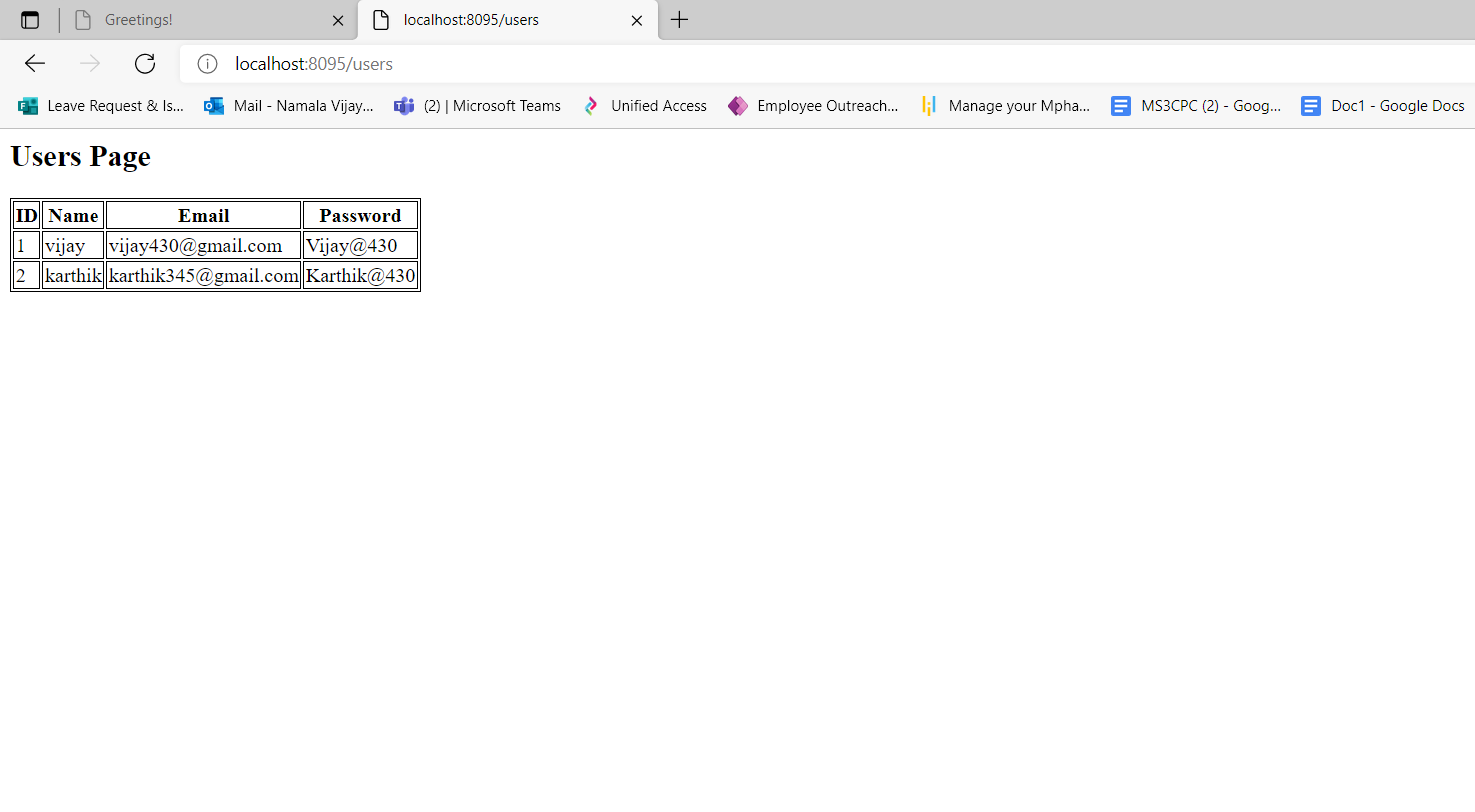 Greetings!
localhost:8095/users
localhost:8095/users
Leave Request & Is... Mail - Namala Vijay... (2) | Microsoft Teams Unified Access Employee Outreach... Manage your Mpha... MS3CPC (2) - Goog... Doc1 - Google Docs
Users Page
ID Name Email Password
1 vijay vijay430@gmail.com Vijay@430
2 karthik karthik345@gmail.com Karthik@430